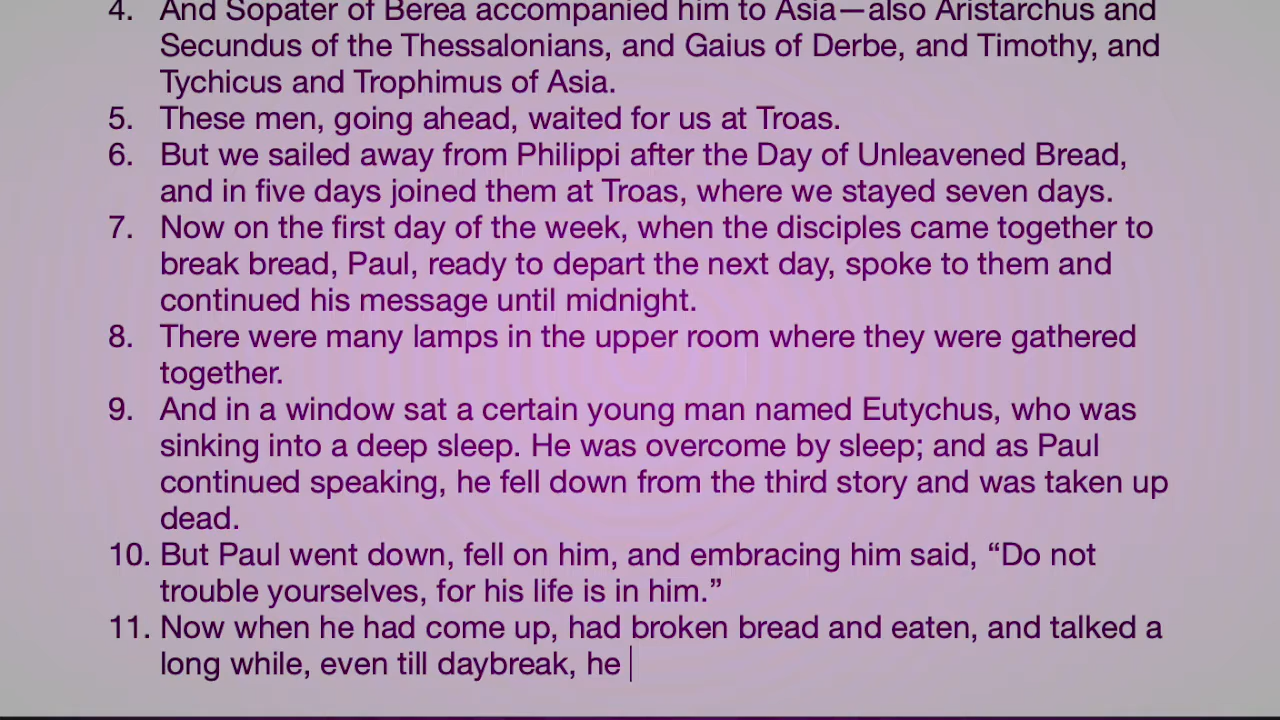 4. And Sopater of Berea accompanied him to Asia—also Aristarchus and
Secundus of the Thessalonians, and Gaius of Derbe, and Timothy, and
Tychicus and Trophimus of Asia.
5. These men, going ahead, waited for us at Troas.
6. But we sailed away from Philippi after the Day of Unleavened Bread,
and in five days joined them at Troas, where we stayed seven days.
7. Now on the first day of the week, when the disciples came together to
break bread, Paul, ready to depart the next day, spoke to them and
continued his message until midnight.
8. There were many lamps in the upper room where they were gathered
together.
9. And in a window sat a certain young man named Eutychus, who was
sinking into a deep sleep. He was overcome by sleep; and as Paul
continued speaking, he fell down from the third story and was taken up
dead.
10. But Paul went down, fell on him, and embracing him said, “Do not
trouble yourselves, for his life is in him.”
11. Now when he had come up, had broken bread and eaten, and talked a
long while, even till daybreak, he